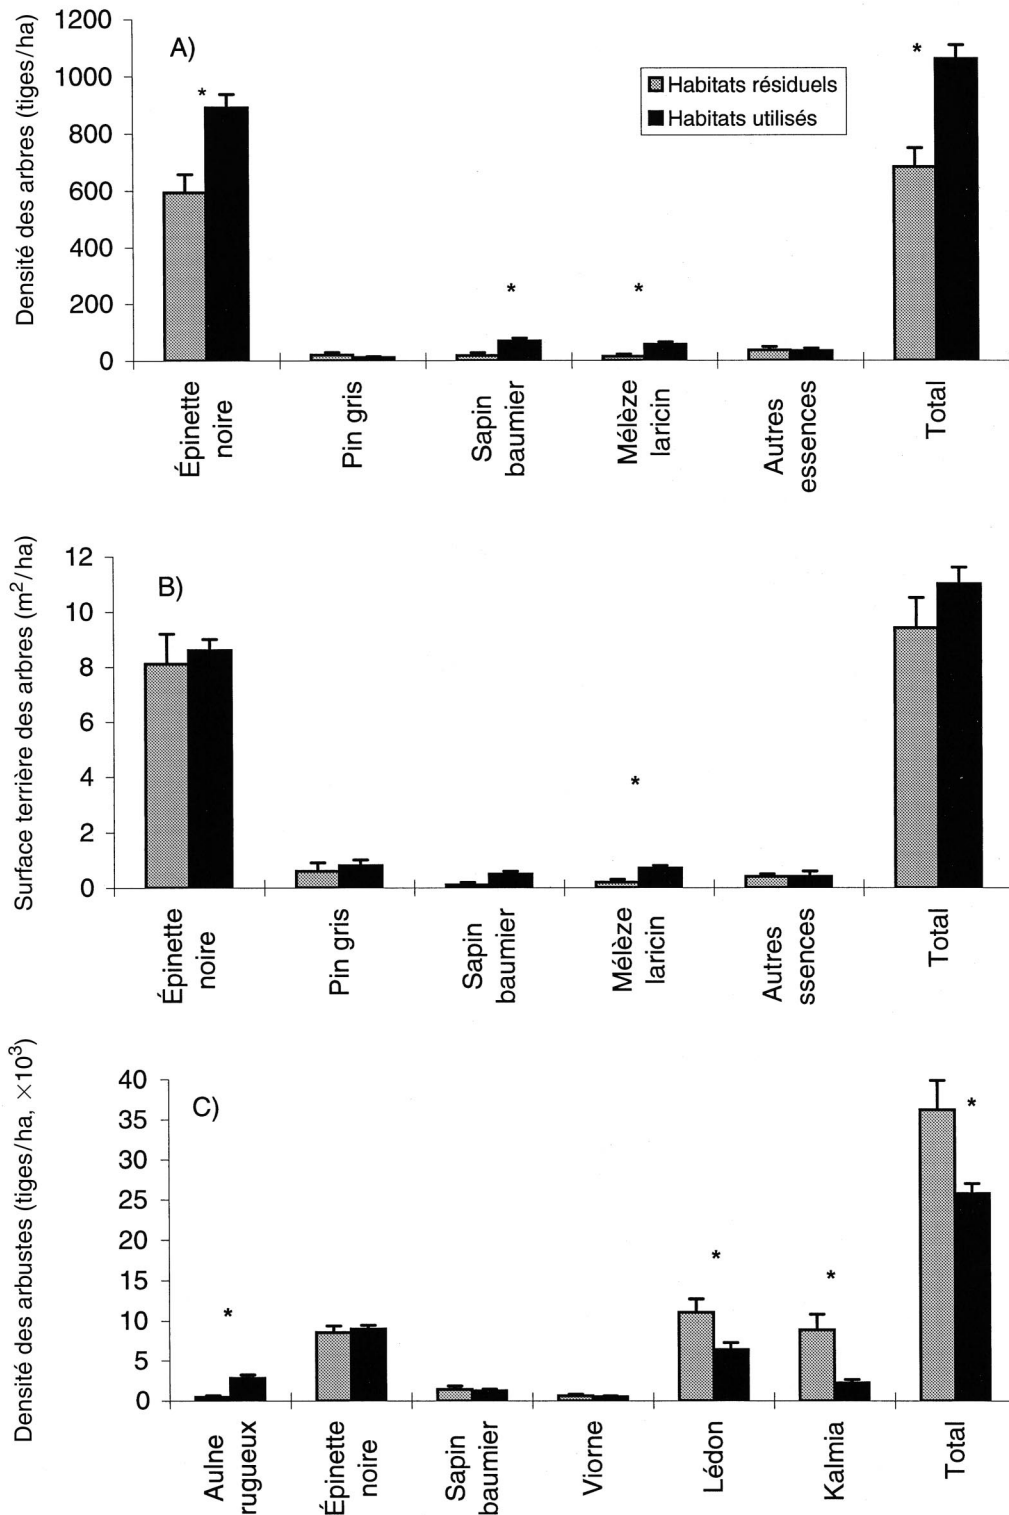 Densité des arbres (tiges/ha)
1200
1000
800
600
400
200
0
A)
*
*
*
*
Habitats résiduels
Habitats utilisés
Épinette
noire
Pin gris
Sapin
baumier
Mélèze
laricin
Autres
essences
Total
Surface terrière des arbres (m²/ha)
12
10
8
6
4
2
0
B)
*
Épinette
noire
Pin gris
Sapin
baumier
Mélèze
laricin
Autres
ssences
Total
Densité des arbustes (tiges/ha, ×10³)
40
35
30
25
20
15
10
5
0
C)
*
*
*
*
Aulne
rugueux
Épinette
noire
Sapin
baumier
Viorne
Lédon
Kalmia
Total